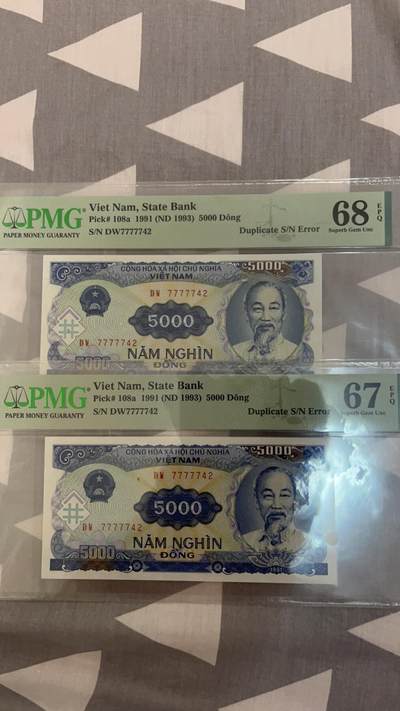 PMG
PAPER MONEY GUARANTY
Viet Nam, State Bank
Pick# 108a 1991 (ND 1993) 5000 Dông
S/N DW7777742
Duplicate S/N Error
68
EPQ
Superb Gem Unc
CỘNG HÒA XÃ HỘI CHỦ NGHĨA
VIỆT NAM
5000
DW 7777742
5000
DW 7777742
5000
NĂM NGHÌN
ĐỒNG
PMG
PAPER MONEY GUARANTY
Viet Nam, State Bank
Pick# 108a 1991 (ND 1993) 5000 Dông
S/N DW7777742
Duplicate S/N Error
67
EPQ
Superb Gem Unc
CỘNG HÒA XÃ HỘI CHỦ NGHĨA
VIỆT NAM
5000
DW 7777742
5000
DW 7777742
5000
NĂM NGHÌN
ĐỒNG